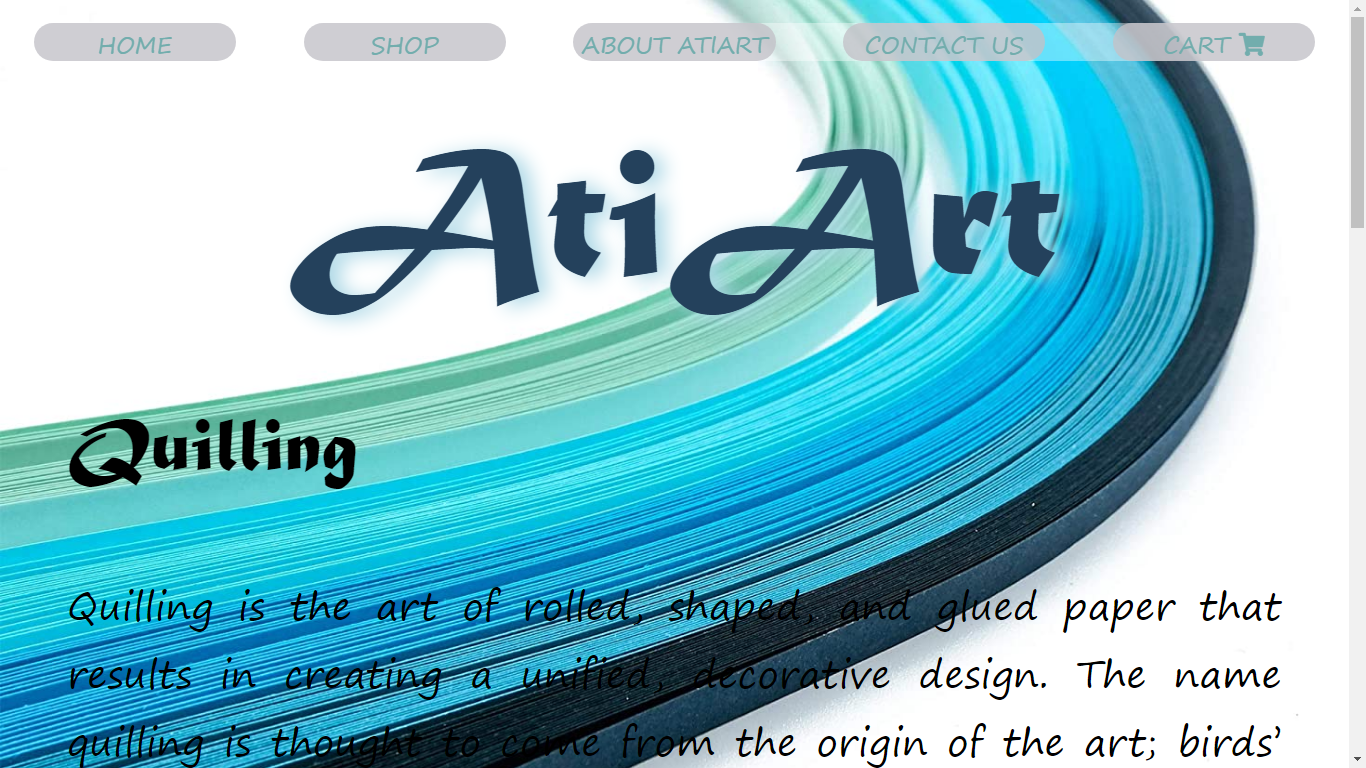 HOME SHOP ABOUT ATIART CONTACT US CART
AtiArt
Quilling
Quilling is the art of rolled, shaped, and glued paper that
results in creating a unified, decorative design. The name
quilling is thought to come from the origin of the art; birds’